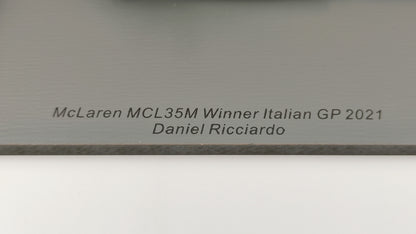 McLaren MCL35M Winner Italian GP 2021
Daniel Ricciardo